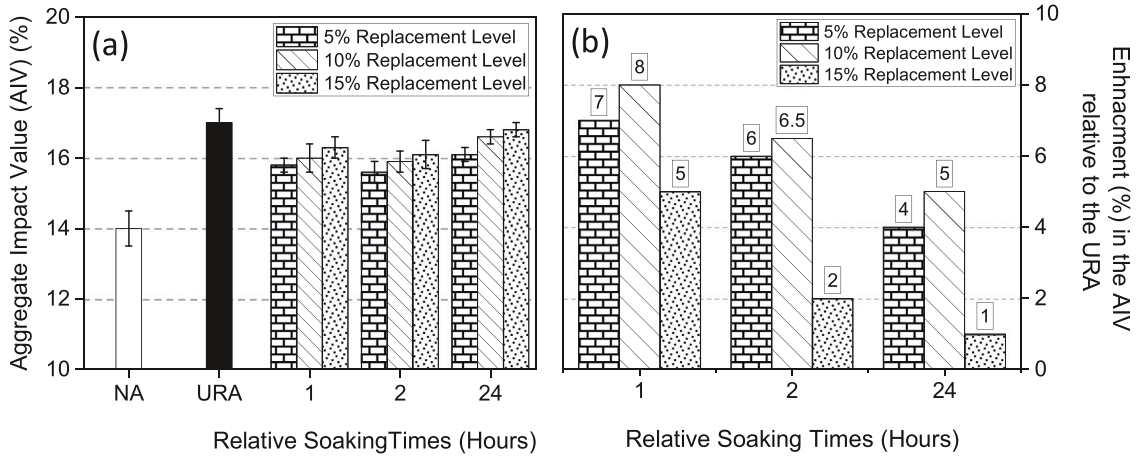 20
18
16
14
12
10
Aggregate Impact Value (AIV) (%)
(a)
5% Replacement Level
10% Replacement Level
15% Replacement Level
NA
URA
1
2
24
Relative SoakingTimes (Hours)
(b)
5% Replacement Level
10% Replacement Level
15% Replacement Level
7
8
5
6
6.5
2
4
5
1
1
2
24
Relative Soaking Times (Hours)
10
8
6
4
2
0
Enhnacment (%) in the AIV
relative to the URA